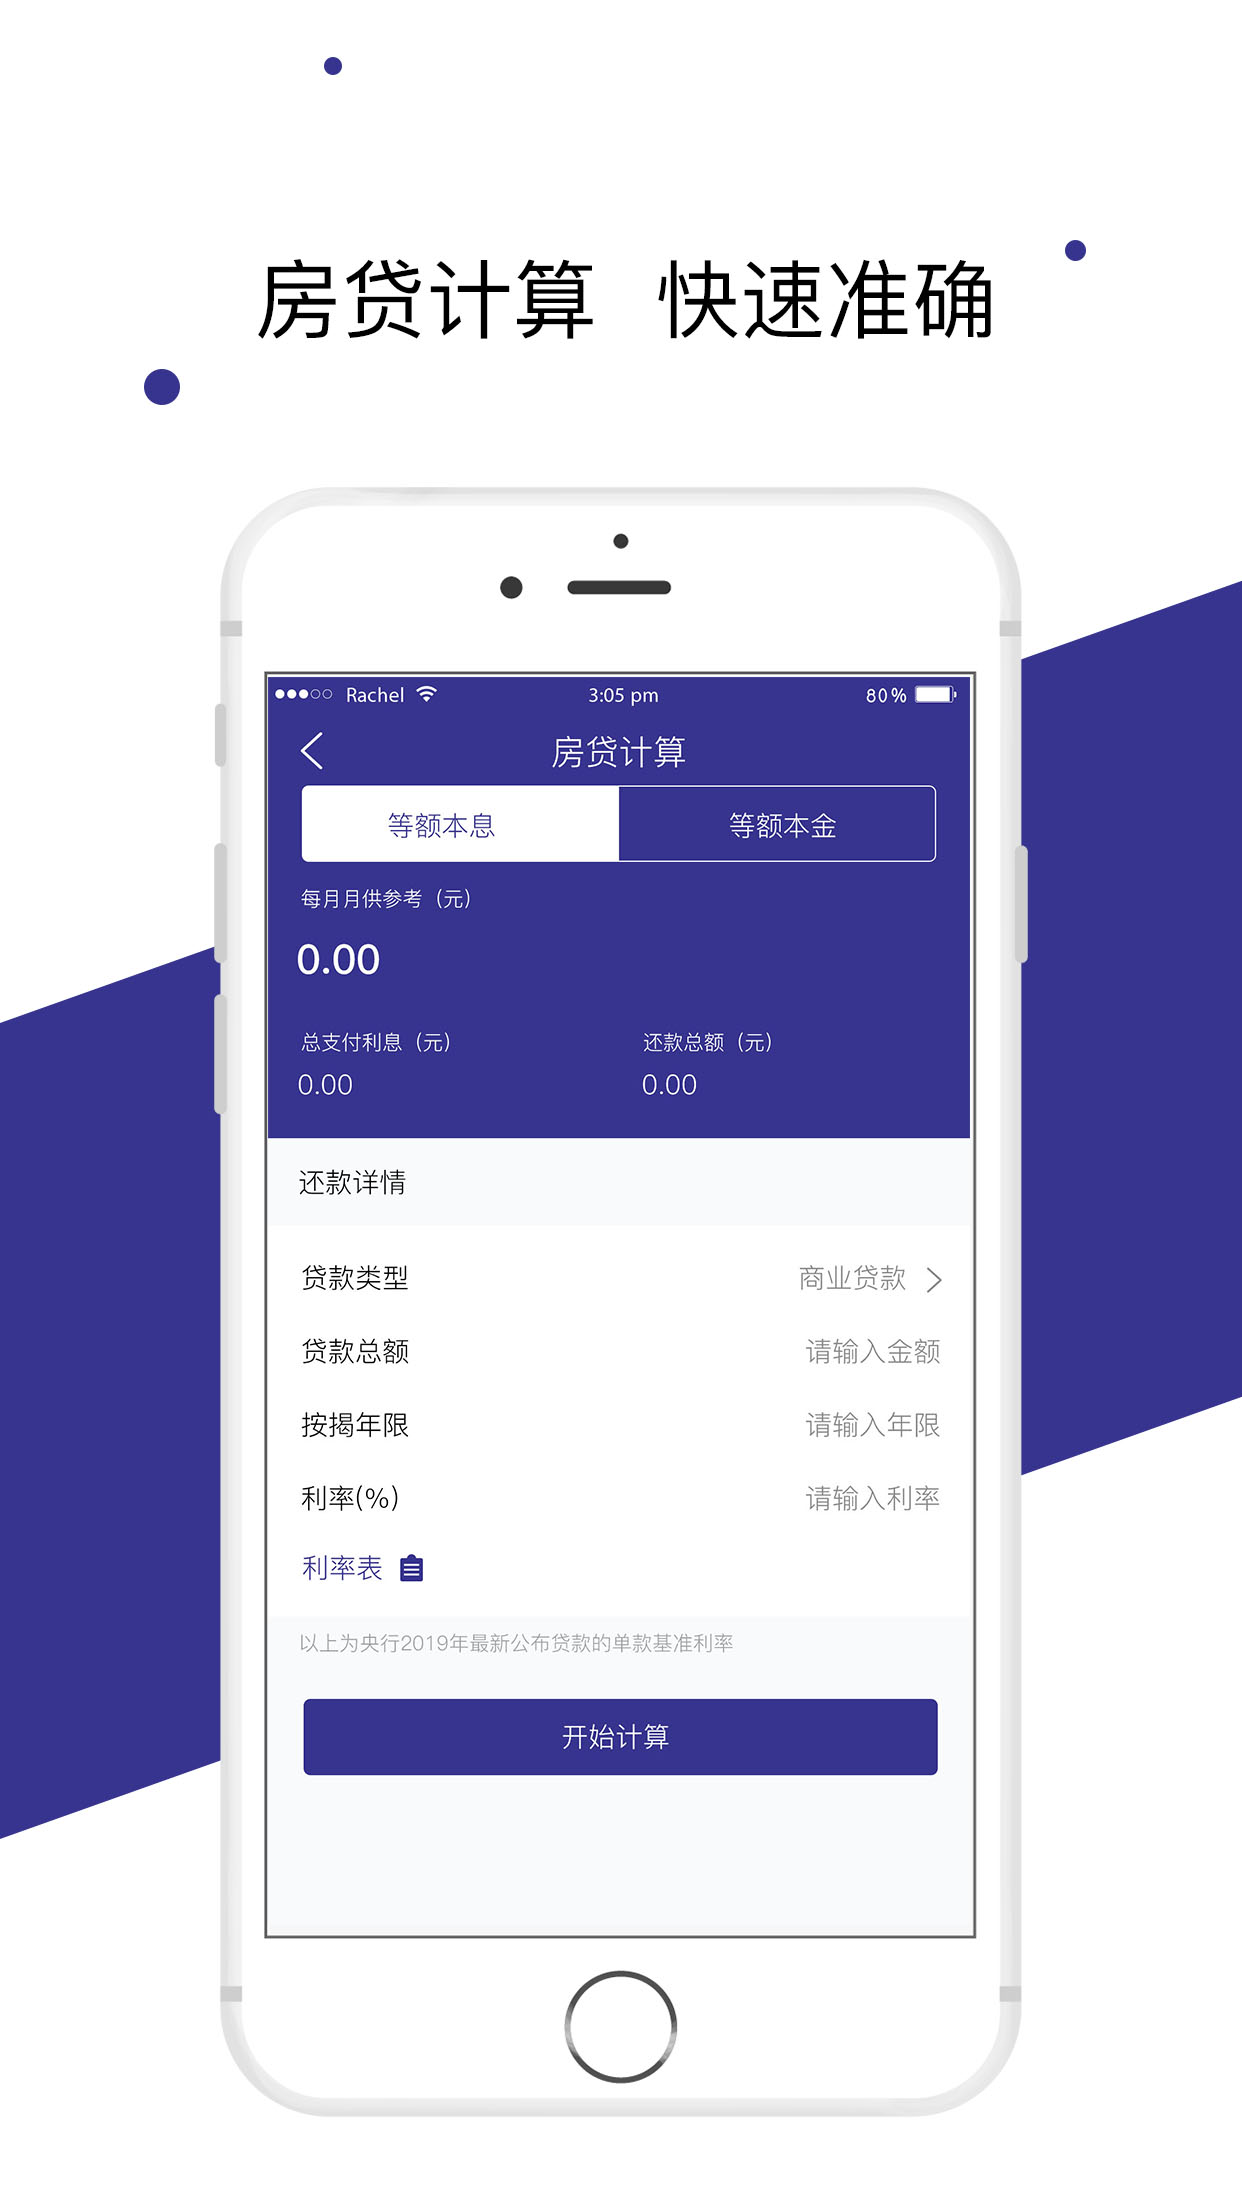 房贷计算 快速准确
Rachel 3:05 pm 80%
房贷计算
等额本息 等额本金
每月月供参考（元）
0.00
总支付利息（元） 还款总额（元）
0.00 0.00
还款详情
贷款类型 商业贷款
贷款总额 请输入金额
按揭年限 请输入年限
利率(%) 请输入利率
利率表
以上为央行2019年最新公布贷款的单款基准利率
开始计算